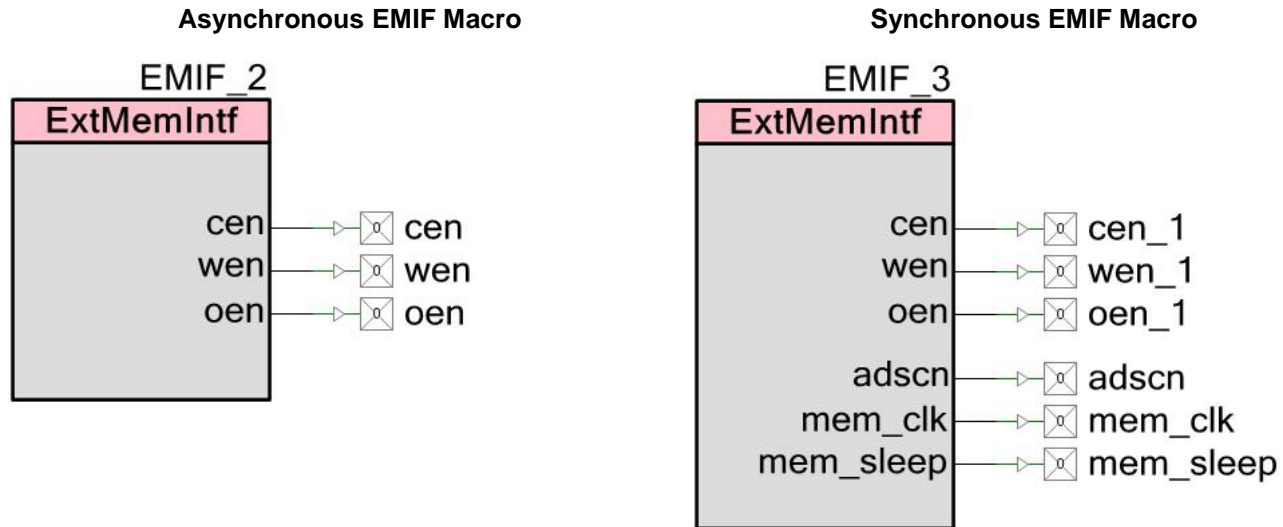 Asynchronous EMIF Macro
EMIF_2
ExtMemIntf
cen cen
wen wen
oen oen
Synchronous EMIF Macro
EMIF_3
ExtMemIntf
cen cen_1
wen wen_1
oen oen_1
adscn adscn
mem_clk mem_clk
mem_sleep mem_sleep